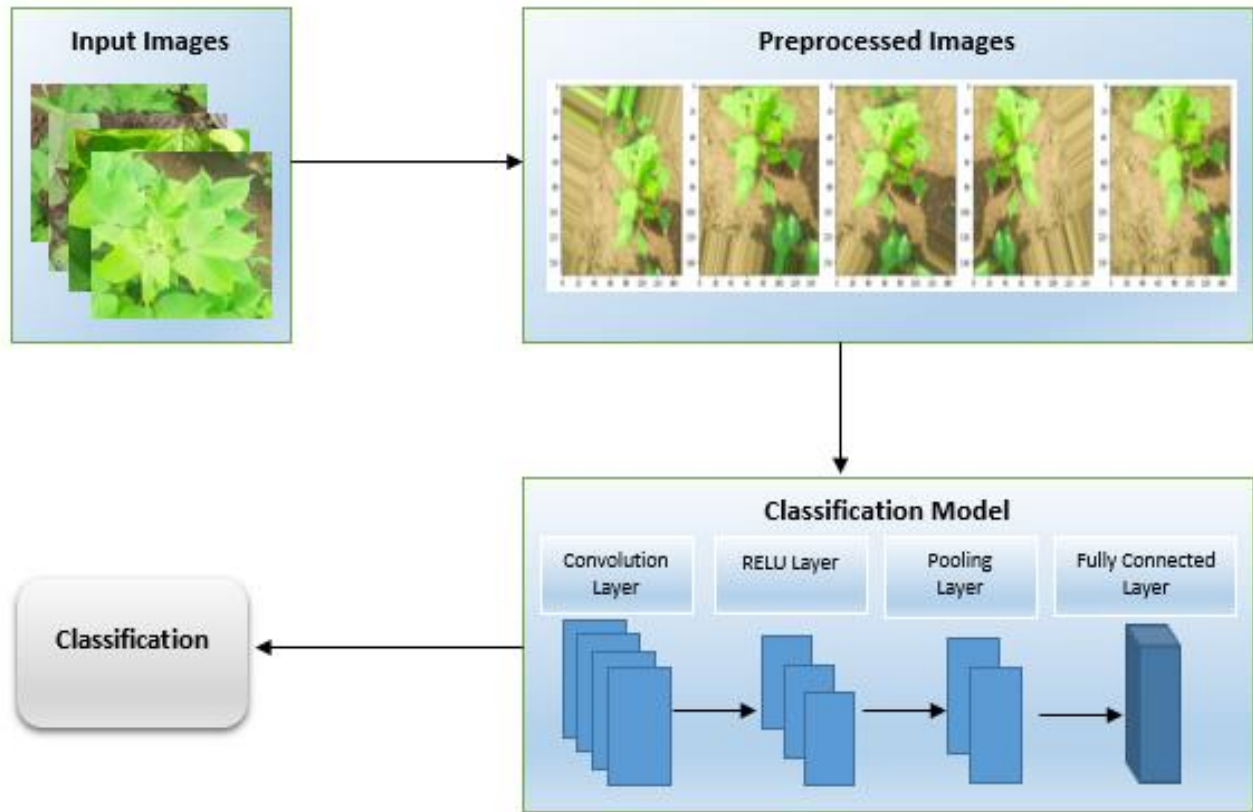 Input Images
Preprocessed Images
Classification Model
Convolution
Layer
RELU Layer
Pooling
Layer
Fully Connected
Layer
Classification